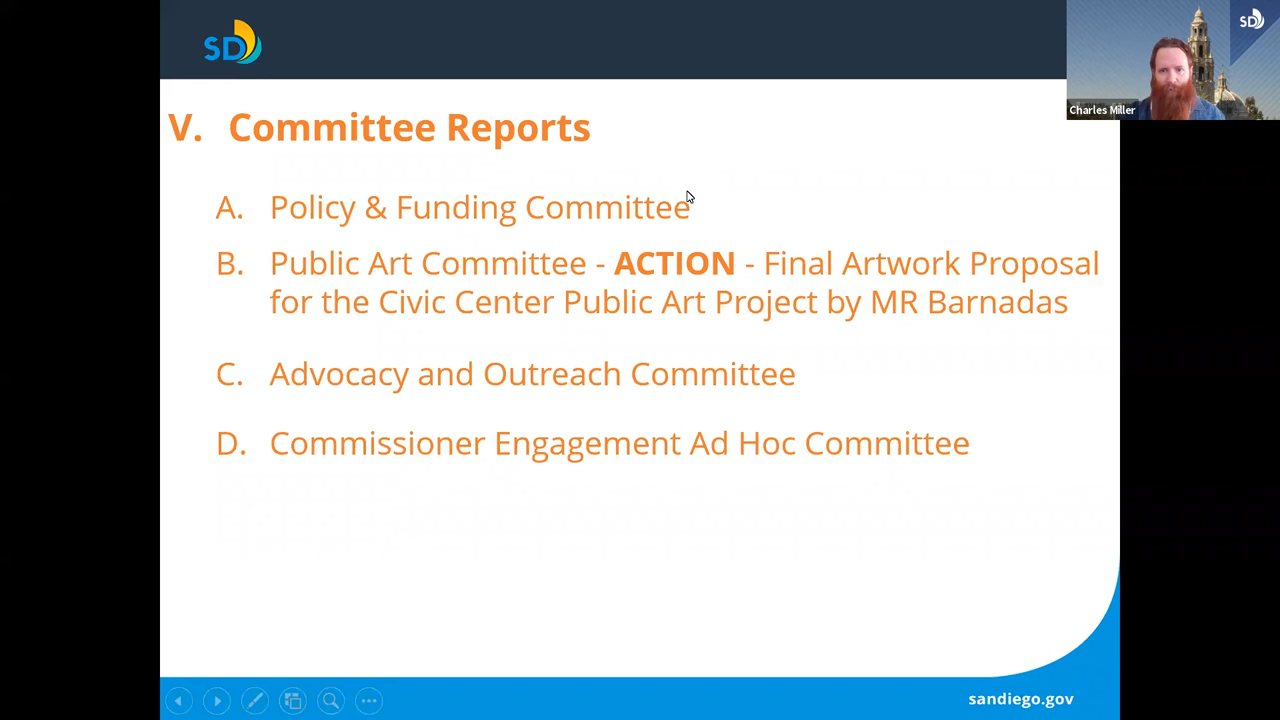 SD
SD
Charles Miller
V. Committee Reports
A. Policy & Funding Committee
B. Public Art Committee - ACTION - Final Artwork Proposal
for the Civic Center Public Art Project by MR Barnadas
C. Advocacy and Outreach Committee
D. Commissioner Engagement Ad Hoc Committee
sandiego.gov